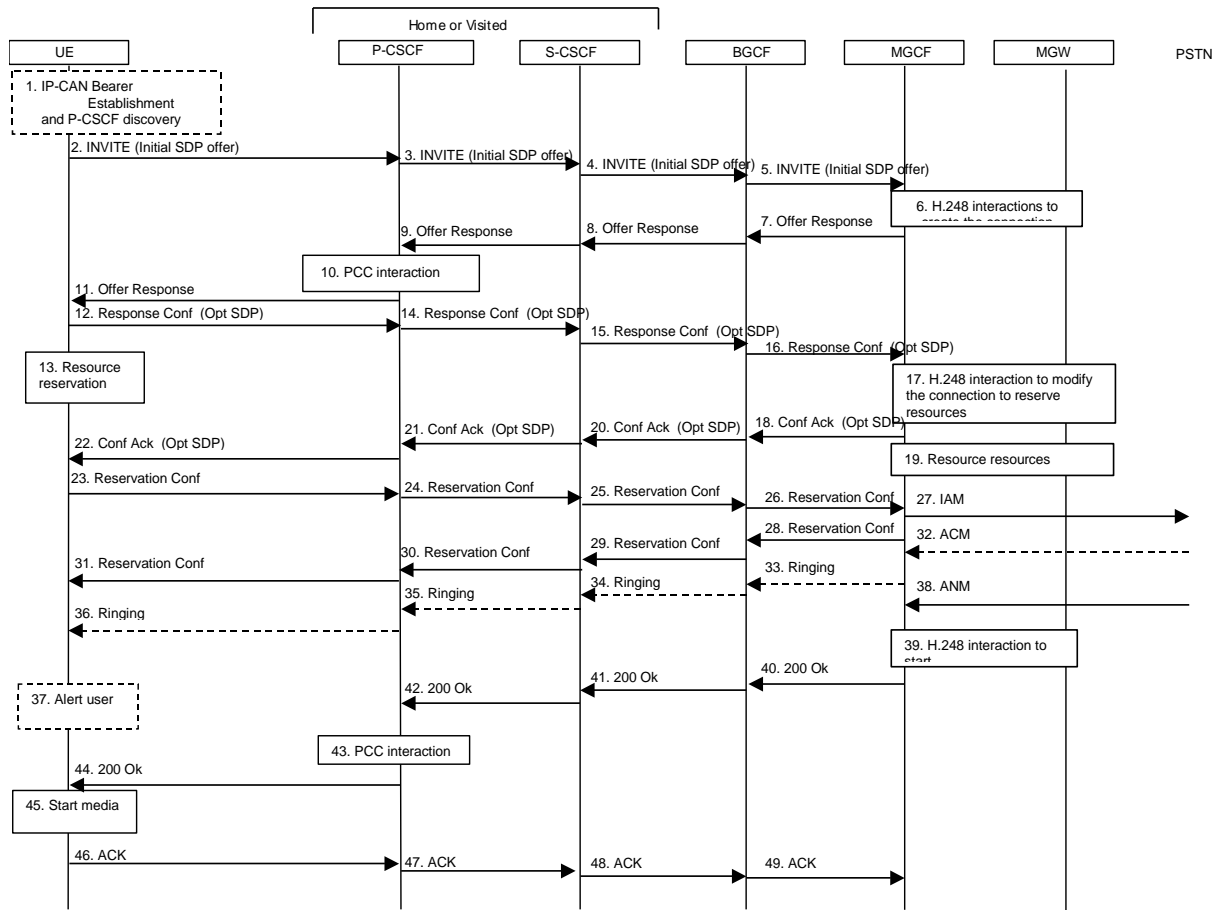 Home or Visited
UE
P-CSCF
S-CSCF
BGCF
MGCF
MGW
PSTN
1. IP-CAN Bearer
Establishment
and P-CSCF discovery
2. INVITE (Initial SDP offer)
3. INVITE (Initial SDP offer)
4. INVITE (Initial SDP offer)
5. INVITE (Initial SDP offer)
6. H.248 interactions to
create the connection
7. Offer Response
8. Offer Response
9. Offer Response
10. PCC interaction
11. Offer Response
12. Response Conf (Opt SDP)
14. Response Conf (Opt SDP)
15. Response Conf (Opt SDP)
16. Response Conf (Opt SDP)
13. Resource
reservation
17. H.248 interaction to modify
the connection to reserve
resources
18. Conf Ack (Opt SDP)
20. Conf Ack (Opt SDP)
21. Conf Ack (Opt SDP)
22. Conf Ack (Opt SDP)
19. Resource resources
23. Reservation Conf
24. Reservation Conf
25. Reservation Conf
26. Reservation Conf
27. IAM
28. Reservation Conf
29. Reservation Conf
30. Reservation Conf
31. Reservation Conf
32. ACM
33. Ringing
34. Ringing
35. Ringing
36. Ringing
38. ANM
39. H.248 interaction to
start
37. Alert user
40. 200 Ok
41. 200 Ok
42. 200 Ok
43. PCC interaction
44. 200 Ok
45. Start media
46. ACK
47. ACK
48. ACK
49. ACK